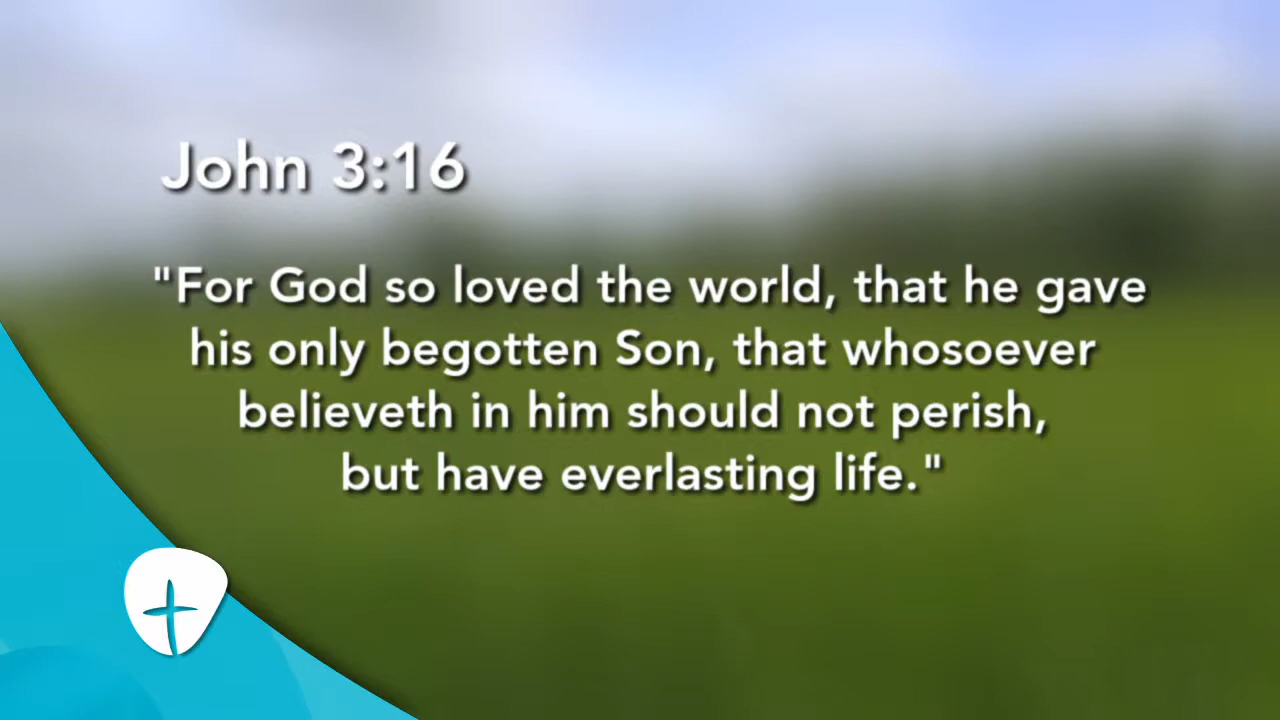 John 3:16
"For God so loved the world, that he gave
his only begotten Son, that whosoever
believeth in him should not perish,
but have everlasting life."